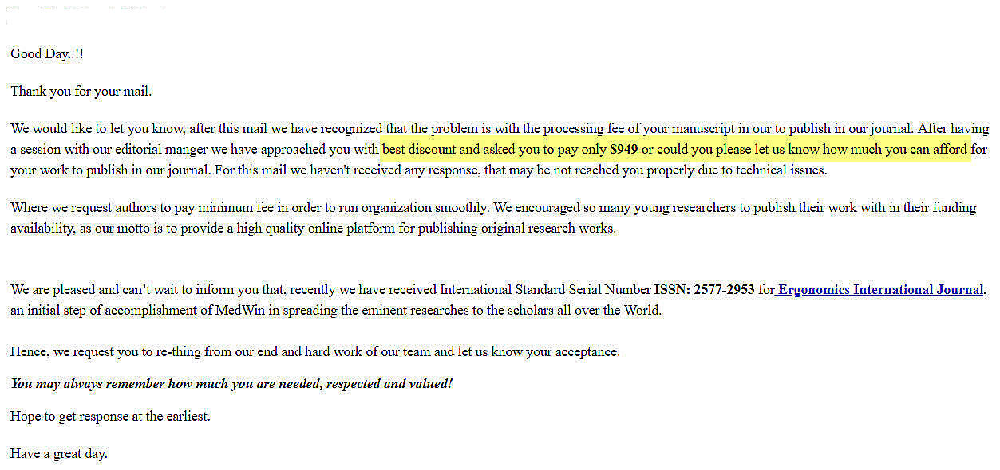 Good Day..!!
Thank you for your mail.
We would like to let you know, after this mail we have recognized that the problem is with the processing fee of your manuscript in our to publish in our journal. After having
a session with our editorial manger we have approached you with best discount and asked you to pay only $949 or could you please let us know how much you can afford for
your work to publish in our journal. For this mail we haven't received any response, that may be not reached you properly due to technical issues.
Where we request authors to pay minimum fee in order to run organization smoothly. We encouraged so many young researchers to publish their work with in their funding
availability, as our motto is to provide a high quality online platform for publishing original research works.
We are pleased and can’t wait to inform you that, recently we have received International Standard Serial Number ISSN: 2577-2953 for Ergonomics International Journal,
an initial step of accomplishment of MedWin in spreading the eminent researches to the scholars all over the World.
Hence, we request you to re-thing from our end and hard work of our team and let us know your acceptance.
You may always remember how much you are needed, respected and valued!
Hope to get response at the earliest.
Have a great day.